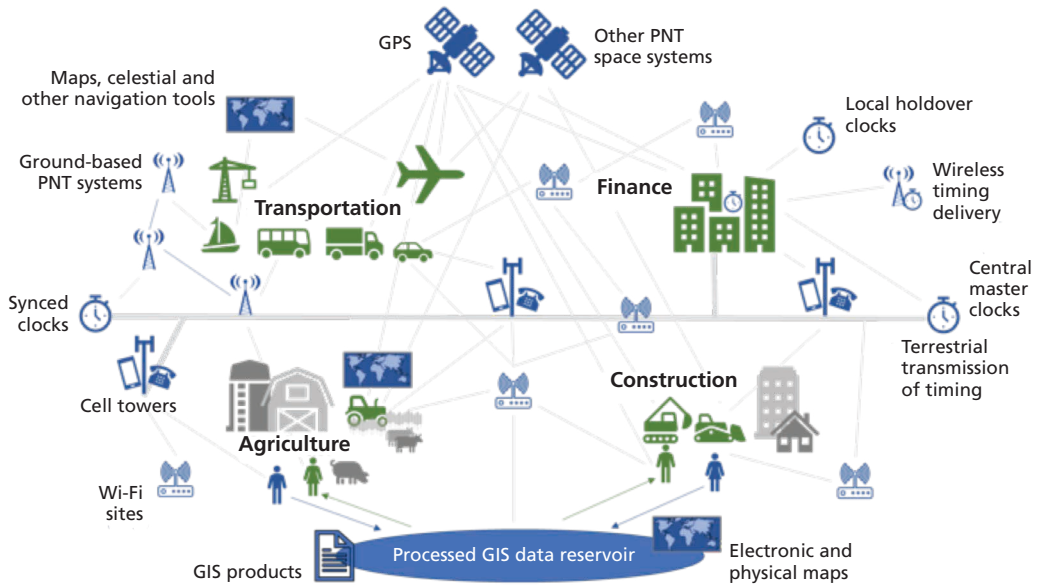 GPS
Other PNT
space systems
Maps, celestial and
other navigation tools
Local holdover
clocks
Ground-based
PNT systems
Transportation
Finance
Wireless
timing
delivery
Synced
clocks
Central
master
clocks
Terrestrial
transmission
of timing
Cell towers
Construction
Agriculture
Wi-Fi
sites
GIS products
Processed GIS data reservoir
Electronic and
physical maps